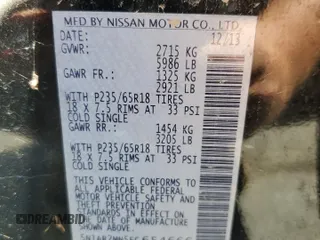 MFD BY NISSAN MOTOR CO., LTD.
DATE: 12/13
GVWR: 2715 KG
5986 LB
GAWR FR.: 1325 KG
2921 LB
WITH P235/65R18 TIRES
18 X 7.5 RIMS AT 33 PSI
COLD SINGLE
GAWR RR.: 1454 KG
3205 LB
WITH P235/65R18 TIRES
18 X 7.5 RIMS AT 33 PSI
COLD SINGLE
THIS VEHICLE CONFORMS TO ALL
APPLICABLE FEDERAL
MOTOR VEHICLE SAFETY
AND BUMPER STANDARDS
IN EFFECT ON THE DATE OF
MANUFACTURE SHOWN ABOVE.
DREAMBID